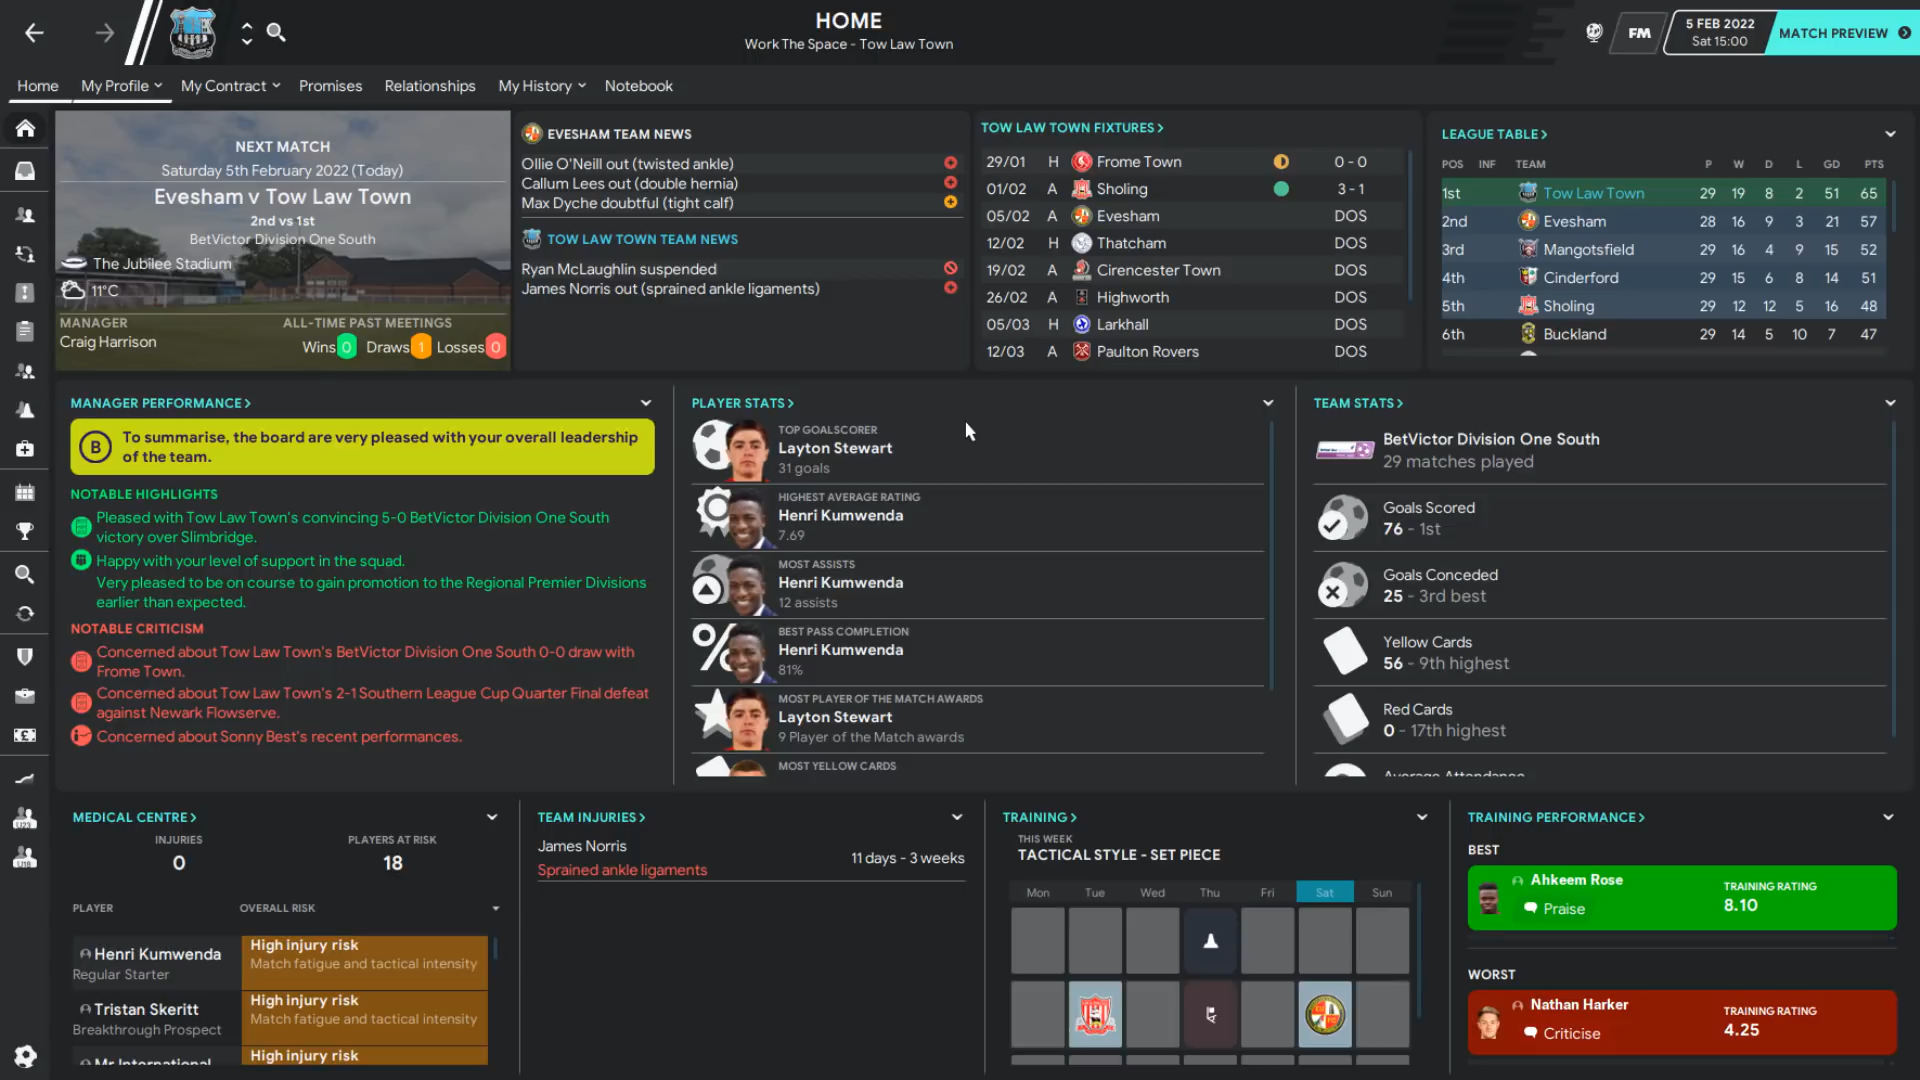 HOME
Work The Space - Tow Law Town
FM
5 FEB 2022
Sat 15:00
MATCH PREVIEW
Home
My Profile
My Contract
Promises
Relationships
My History
Notebook
NEXT MATCH
Saturday 5th February 2022 (Today)
Evesham v Tow Law Town
2nd vs 1st
BetVictor Division One South
The Jubilee Stadium
11°C
MANAGER
Craig Harrison
ALL-TIME PAST MEETINGS
Wins 0 Draws 1 Losses 0
EVESHAM TEAM NEWS
Ollie O'Neill out (twisted ankle)
Callum Lees out (double hernia)
Max Dyche doubtful (tight calf)
TOW LAW TOWN TEAM NEWS
Ryan McLaughlin suspended
James Norris out (sprained ankle ligaments)
TOW LAW TOWN FIXTURES >
29/01 H Frome Town 0 - 0
01/02 A Sholing 3 - 1
05/02 A Evesham DOS
12/02 H Thatcham DOS
19/02 A Cirencester Town DOS
26/02 A Highworth DOS
05/03 H Larkhall DOS
12/03 A Paulton Rovers DOS
LEAGUE TABLE >
POS INF TEAM P W D L GD PTS
1st Tow Law Town 29 19 8 2 51 65
2nd Evesham 28 16 9 3 21 57
3rd Mangotsfield 29 16 4 9 15 52
4th Cinderford 29 15 6 8 14 51
5th Sholing 29 12 12 5 16 48
6th Buckland 29 14 5 10 7 47
MANAGER PERFORMANCE >
B
To summarise, the board are very pleased with your overall leadership
of the team.
NOTABLE HIGHLIGHTS
Pleased with Tow Law Town's convincing 5-0 BetVictor Division One South
victory over Slimbridge.
Happy with your level of support in the squad.
Very pleased to be on course to gain promotion to the Regional Premier Divisions
earlier than expected.
NOTABLE CRITICISM
Concerned about Tow Law Town's BetVictor Division One South 0-0 draw with
Frome Town.
Concerned about Tow Law Town's 2-1 Southern League Cup Quarter Final defeat
against Newark Flowserve.
Concerned about Sonny Best's recent performances.
PLAYER STATS >
TOP GOALSCORER
Layton Stewart
31 goals
HIGHEST AVERAGE RATING
Henri Kumwenda
7.69
MOST ASSISTS
Henri Kumwenda
12 assists
%
BEST PASS COMPLETION
Henri Kumwenda
81%
MOST PLAYER OF THE MATCH AWARDS
Layton Stewart
9 Player of the Match awards
MOST YELLOW CARDS
TEAM STATS >
BetVictor Division One South
29 matches played
Goals Scored
76 - 1st
Goals Conceded
25 - 3rd best
Yellow Cards
56 - 9th highest
Red Cards
0 - 17th highest
Average Attendance
MEDICAL CENTRE >
INJURIES
0
PLAYERS AT RISK
18
PLAYER OVERALL RISK
Henri Kumwenda
Regular Starter
High injury risk
Match fatigue and tactical intensity
Tristan Skeritt
Breakthrough Prospect
High injury risk
Match fatigue and tactical intensity
Mr International
High injury risk
TEAM INJURIES >
James Norris
Sprained ankle ligaments
11 days - 3 weeks
TRAINING >
THIS WEEK
TACTICAL STYLE - SET PIECE
Mon Tue Wed Thu Fri Sat Sun
TRAINING PERFORMANCE >
BEST
Ahkeem Rose
Praise
TRAINING RATING
8.10
WORST
Nathan Harker
Criticise
TRAINING RATING
4.25
U23
U18